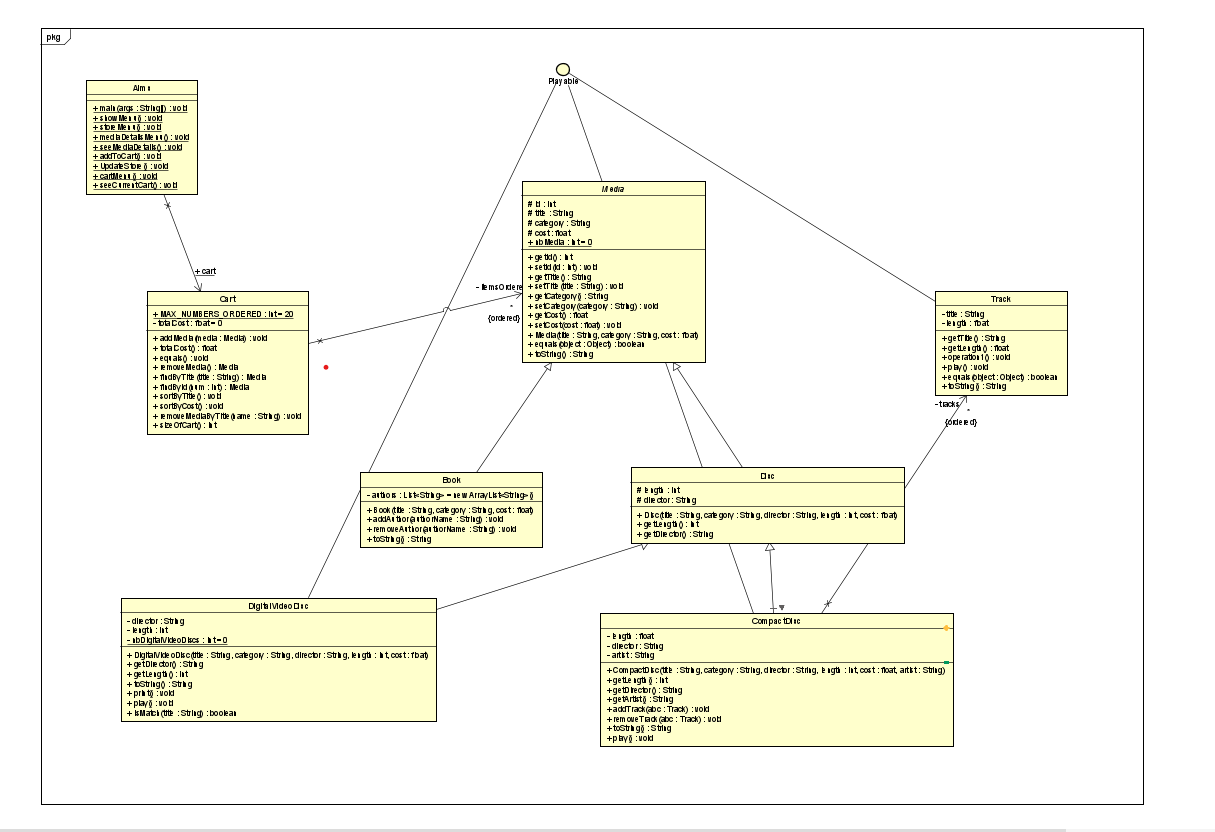 pkg
Playable
Aims
+ main(args : String[]) : void
+ showMenu() : void
+ storeMenu() : void
+ mediaDetailsMenu() : void
+ seeMediaDetails() : void
+ addToCart() : void
+ UpdateStore() : void
+ cartMenu() : void
+ seeCurrentCart() : void
+ cart
Media
# id : int
# title : String
# category : String
# cost : float
+ nbMedia : int = 0
+ getId() : int
+ setId(id : int) : void
+ getTitle() : String
+ setTitle(title : String) : void
+ getCategory() : String
+ setCategory(category : String) : void
+ getCost() : float
+ setCost(cost : float) : void
+ Media(title : String, category : String, cost : float)
+ equals(object : Object) : boolean
+ toString() : String
- itemsOrdere
*
{ordered}
Cart
+ MAX_NUMBERS_ORDERED : int = 20
- totalCost : float = 0
+ addMedia(media : Media) : void
+ totalCost() : float
+ equals() : void
+ removeMedia() : Media
+ findByTitle(title : String) : Media
+ findById(num : int) : Media
+ sortByTitle() : void
+ sortByCost() : void
+ removeMediaByTitle(name : String) : void
+ sizeOfCart() : int
Track
- title : String
- length : float
+ getTitle() : String
+ getLength() : float
+ operation1() : void
+ play() : void
+ equals(object : Object) : boolean
+ toString() : String
- tracks
*
{ordered}
Book
- authors : List<String> = new ArrayList<String>()
+ Book(title : String, category : String, cost : float)
+ addAuthor(authorName : String) : void
+ removeAuthor(authorName : String) : void
+ toString() : String
Disc
# length : int
# director : String
+ Disc(title : String, category : String, director : String, length : int, cost : float)
+ getLength() : int
+ getDirector() : String
DigitalVideoDisc
- director : String
- length : int
- nbDigitalVideoDiscs : int = 0
+ DigitalVideoDisc(title : String, category : String, director : String, length : int, cost : float)
+ getDirector() : String
+ getLength() : int
+ toString() : String
+ print() : void
+ play() : void
+ isMatch(title : String) : boolean
CompactDisc
- length : float
- director : String
- artist : String
+ CompactDisc(title : String, category : String, director : String, length : int, cost : float, artist : String)
+ getLength() : int
+ getDirector() : String
+ getArtist() : String
+ addTrack(abc : Track) : void
+ removeTrack(abc : Track) : void
+ toString() : String
+ play() : void